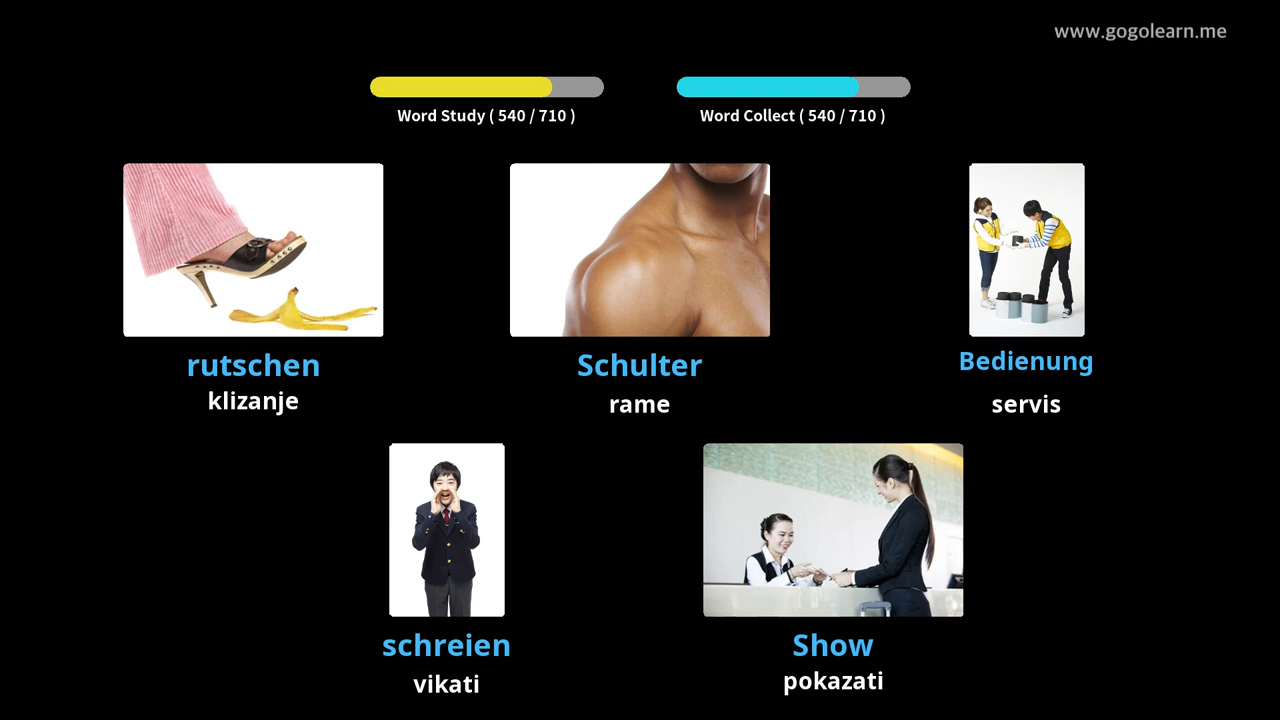 www.gogolearn.me
Word Study ( 540 / 710 )
Word Collect ( 540 / 710 )
rutschen
klizanje
Schulter
rame
Bedienung
servis
schreien
vikati
Show
pokazati